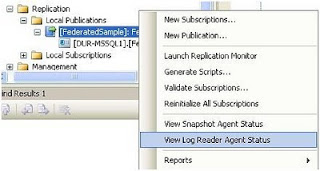 Replication
Local Publications
[FederatedSample]: Fe
[DUR-MSSQL1].[Fe
Local Subscriptions
Management
ind Results 1
New Subscriptions...
New Publication...
Launch Replication Monitor
Generate Scripts...
Validate Subscriptions...
Reinitialize All Subscriptions
View Snapshot Agent Status
View Log Reader Agent Status
Reports